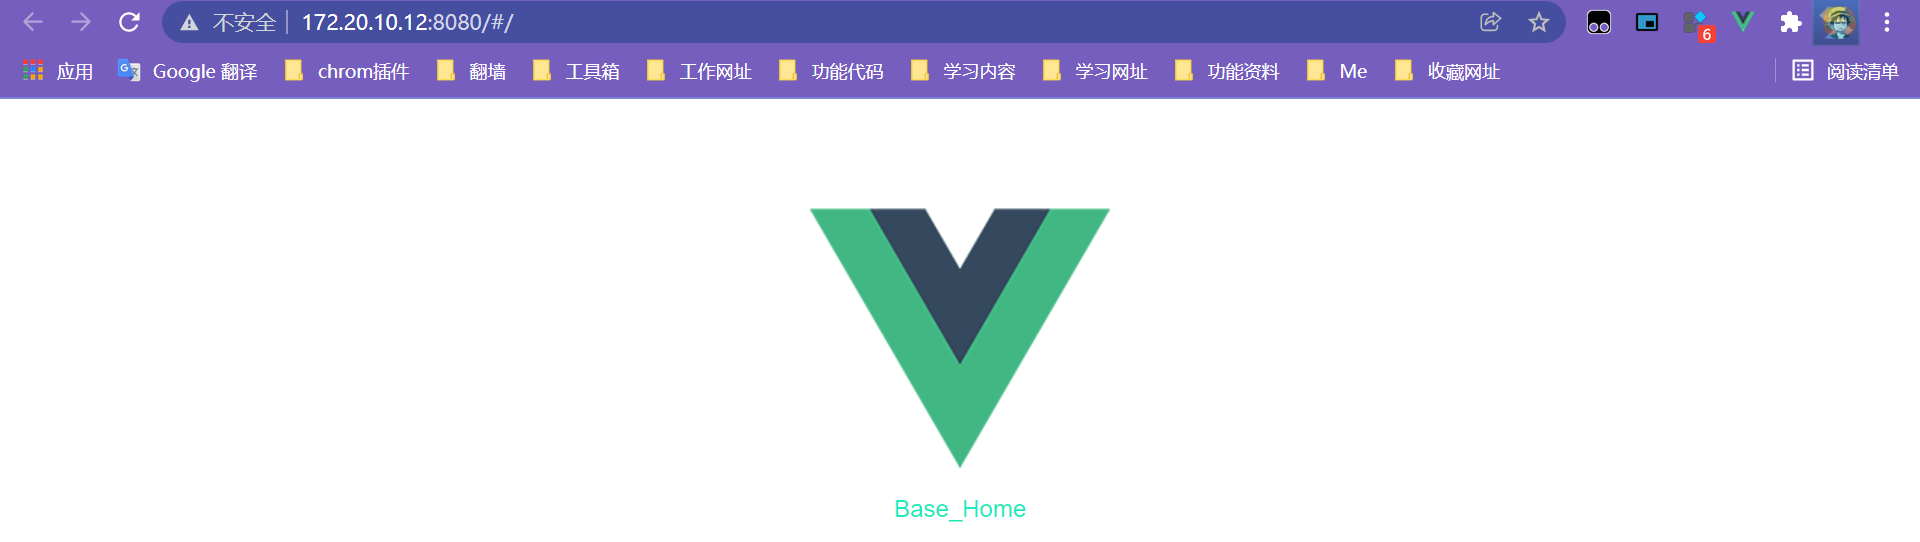 不安全 172.20.10.12:8080/#/
6
应用 Google 翻译 chrom插件 翻墙 工具箱 工作网址 功能代码 学习内容 学习网址 功能资料 Me 收藏网址 阅读清单
Base_Home